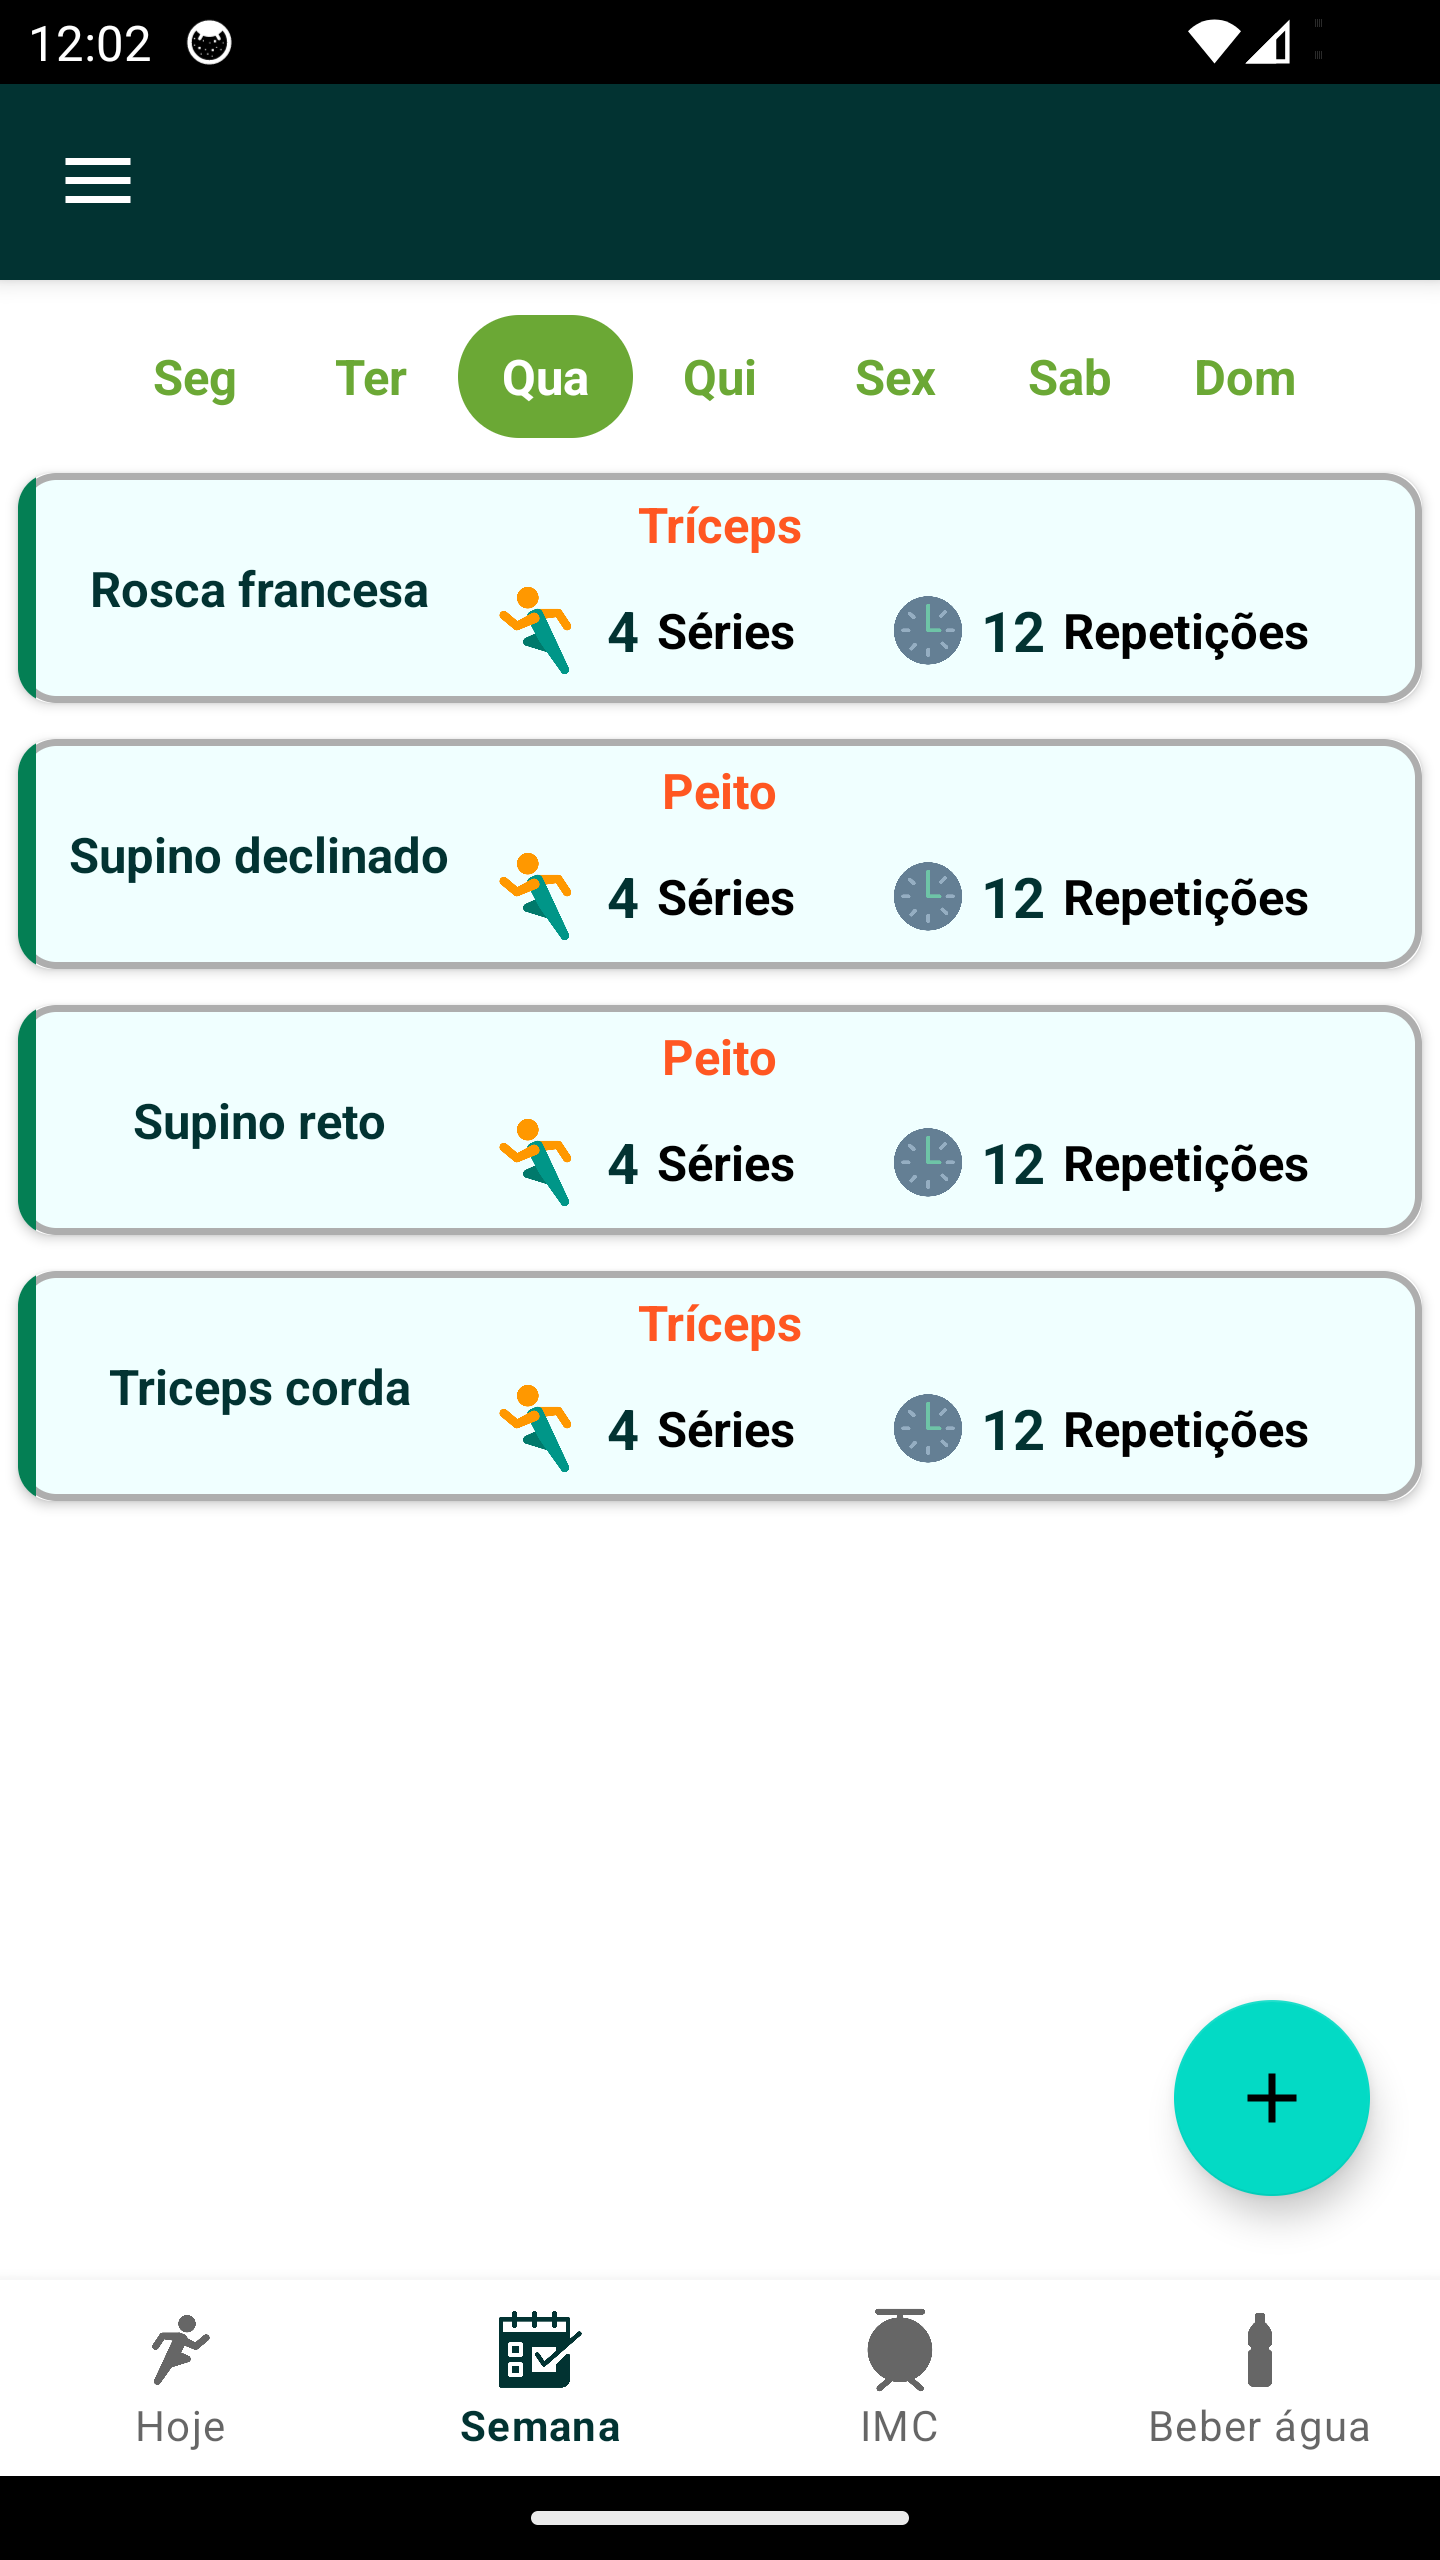 12:02
Seg Ter Qua Qui Sex Sab Dom
Tríceps
Rosca francesa
4 Séries 12 Repetições
Peito
Supino declinado
4 Séries 12 Repetições
Peito
Supino reto
4 Séries 12 Repetições
Tríceps
Triceps corda
4 Séries 12 Repetições
+
Hoje Semana IMC Beber água